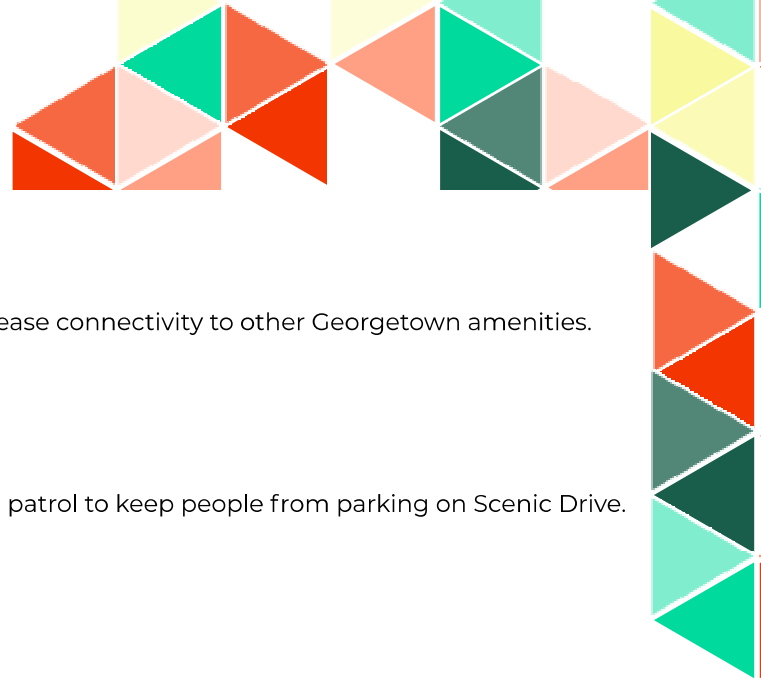 ease connectivity to other Georgetown amenities.
patrol to keep people from parking on Scenic Drive.